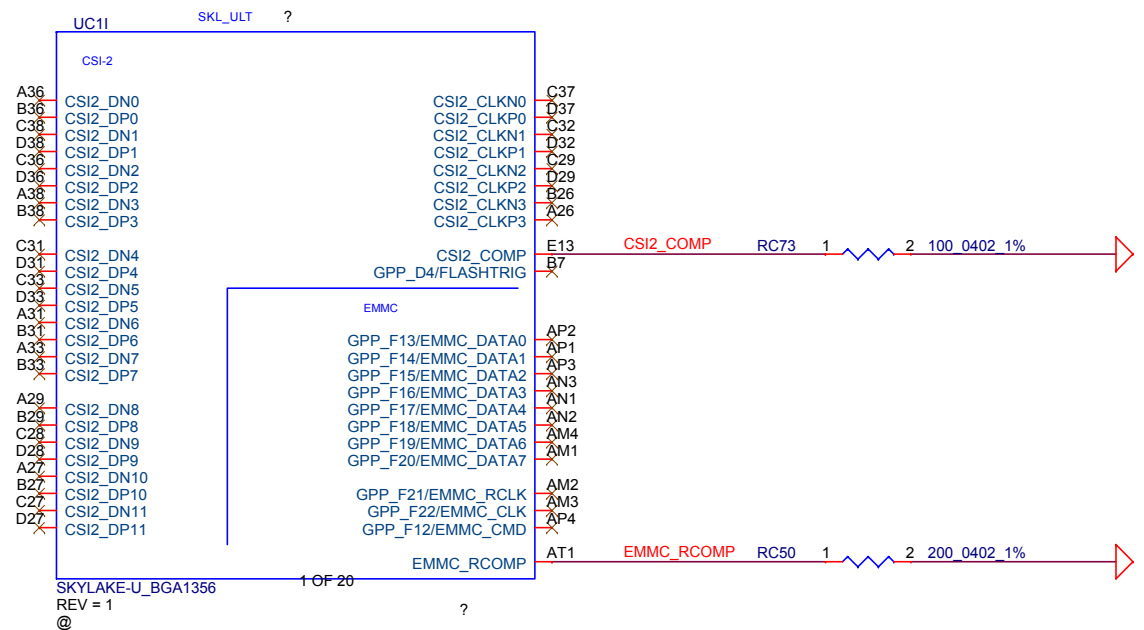 UC1I SKL_ULT ?
CSI-2
A36 CSI2_DN0 CSI2_CLKN0 C37
B36 CSI2_DP0 CSI2_CLKP0 D37
C38 CSI2_DN1 CSI2_CLKN1 C32
D38 CSI2_DP1 CSI2_CLKP1 D32
C36 CSI2_DN2 CSI2_CLKN2 C29
D36 CSI2_DP2 CSI2_CLKP2 D29
A38 CSI2_DN3 CSI2_CLKN3 B26
B38 CSI2_DP3 CSI2_CLKP3 A26
C31 CSI2_DN4 CSI2_COMP E13 CSI2_COMP RC73 1 2 100_0402_1%
D31 CSI2_DP4 GPP_D4/FLASHTRIG B7
C33 CSI2_DN5
D33 CSI2_DP5 EMMC
A31 CSI2_DN6
B31 CSI2_DP6 GPP_F13/EMMC_DATA0 AP2
A33 CSI2_DN7 GPP_F14/EMMC_DATA1 AP1
B33 CSI2_DP7 GPP_F15/EMMC_DATA2 AP3
GPP_F16/EMMC_DATA3 AN3
A29 CSI2_DN8 GPP_F17/EMMC_DATA4 AN1
B29 CSI2_DP8 GPP_F18/EMMC_DATA5 AN2
C28 CSI2_DN9 GPP_F19/EMMC_DATA6 AM4
D28 CSI2_DP9 GPP_F20/EMMC_DATA7 AM1
A27 CSI2_DN10
B27 CSI2_DP10 GPP_F21/EMMC_RCLK AM2
C27 CSI2_DN11 GPP_F22/EMMC_CLK AM3
D27 CSI2_DP11 GPP_F12/EMMC_CMD AP4
EMMC_RCOMP AT1 EMMC_RCOMP RC50 1 2 200_0402_1%
SKYLAKE-U_BGA1356 1 OF 20
REV = 1 ?
@